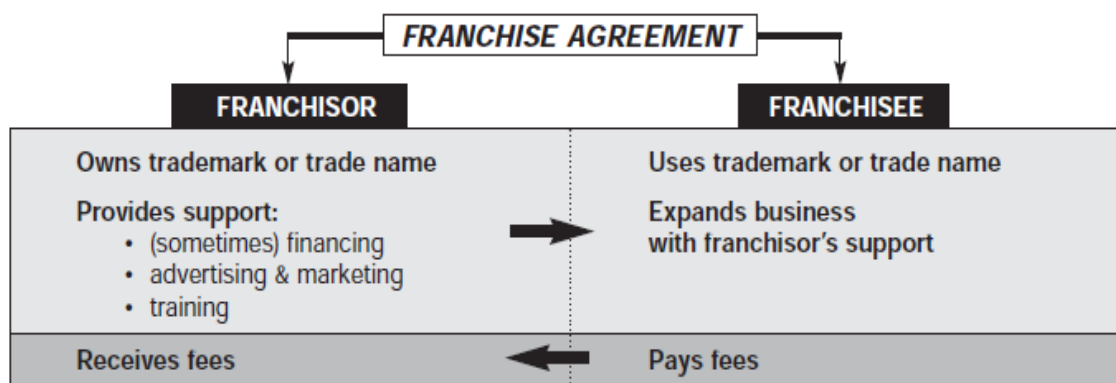 FRANCHISE AGREEMENT
FRANCHISOR
FRANCHISEE
Owns trademark or trade name
Uses trademark or trade name
Provides support:
• (sometimes) financing
• advertising & marketing
• training
Expands business
with franchisor's support
Receives fees
Pays fees